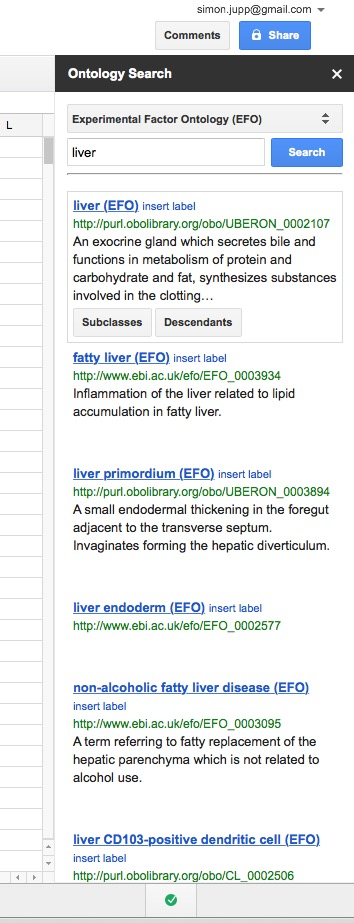 simon.jupp@gmail.com
Comments
Share
Ontology Search
×
L
Experimental Factor Ontology (EFO)
liver
Search
liver (EFO) insert label
http://purl.obolibrary.org/obo/UBERON_0002107
An exocrine gland which secretes bile and
functions in metabolism of protein and
carbohydrate and fat, synthesizes substances
involved in the clotting…
Subclasses
Descendants
fatty liver (EFO) insert label
http://www.ebi.ac.uk/efo/EFO_0003934
Inflammation of the liver related to lipid
accumulation in fatty liver.
liver primordium (EFO) insert label
http://purl.obolibrary.org/obo/UBERON_0003894
A small endodermal thickening in the foregut
adjacent to the transverse septum.
Invaginates forming the hepatic diverticulum.
liver endoderm (EFO) insert label
http://www.ebi.ac.uk/efo/EFO_0002577
non-alcoholic fatty liver disease (EFO)
insert label
http://www.ebi.ac.uk/efo/EFO_0003095
A term referring to fatty replacement of the
hepatic parenchyma which is not related to
alcohol use.
liver CD103-positive dendritic cell (EFO)
insert label
http://purl.obolibrary.org/obo/CL_0002506